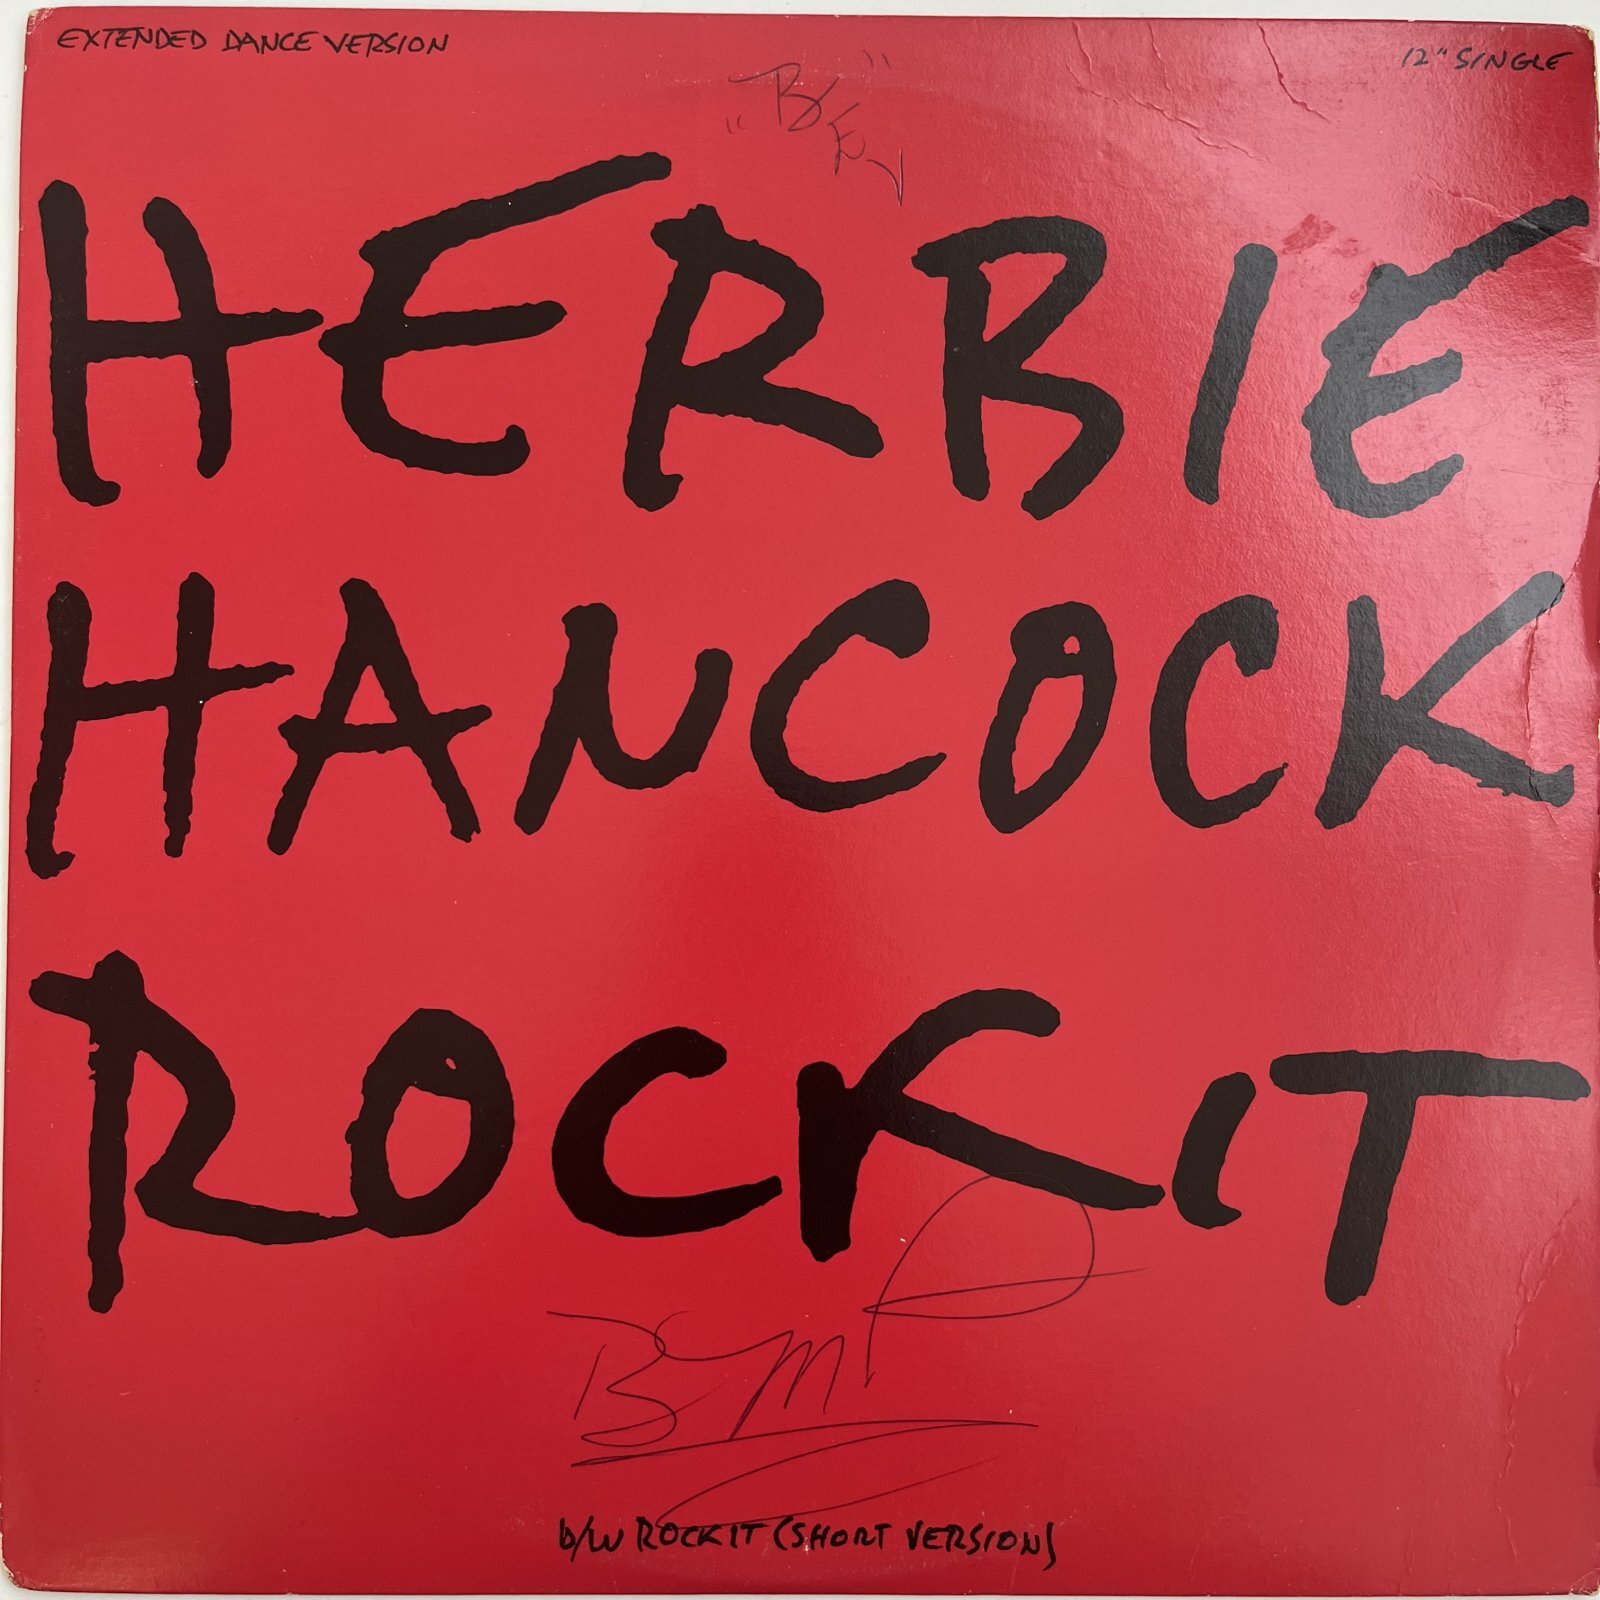 EXTENDED DANCE VERSION
12" SINGLE
HERBIE
HANCOCK
ROCKIT
b/w ROCKIT (SHORT VERSION)